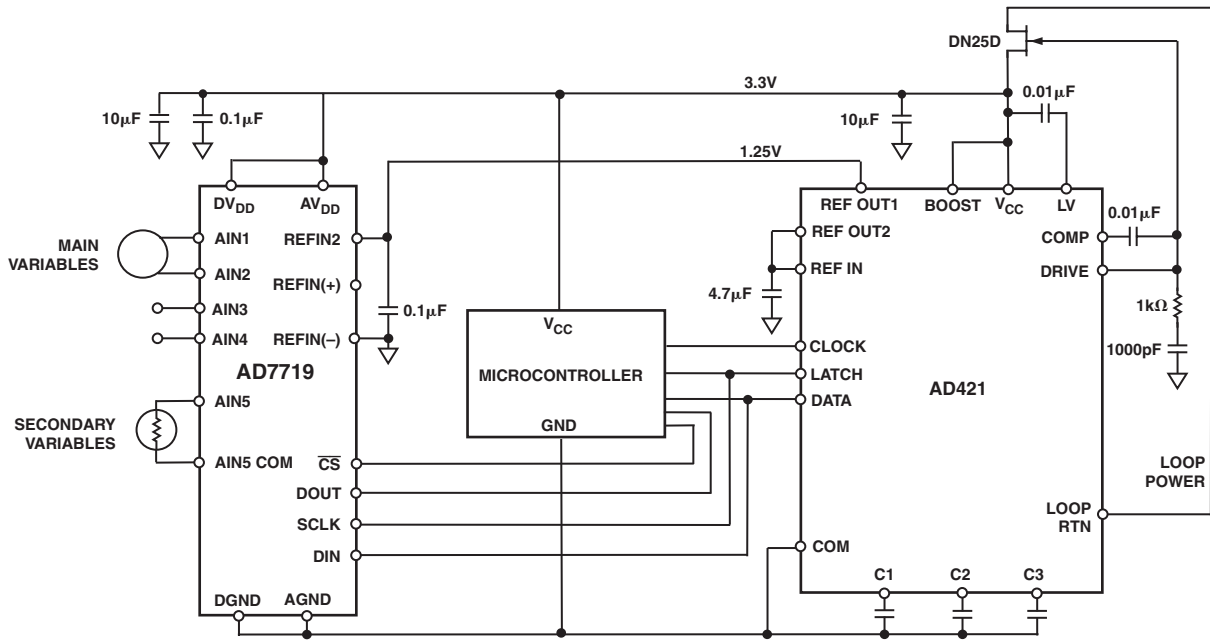 DN25D
3.3V
0.01µF
10µF
0.1µF
10µF
1.25V
DVDD
AVDD
REF OUT1
BOOST
VCC
LV
0.01µF
MAIN
VARIABLES
AIN1
REFIN2
REF OUT2
COMP
AIN2
REFIN(+)
REF IN
DRIVE
AIN3
0.1µF
4.7µF
1kΩ
AIN4
REFIN(–)
VCC
CLOCK
1000pF
AD7719
MICROCONTROLLER
LATCH
AD421
DATA
AIN5
GND
SECONDARY
VARIABLES
AIN5 COM
CS
LOOP
POWER
DOUT
SCLK
LOOP
RTN
DIN
COM
C1
C2
C3
DGND
AGND